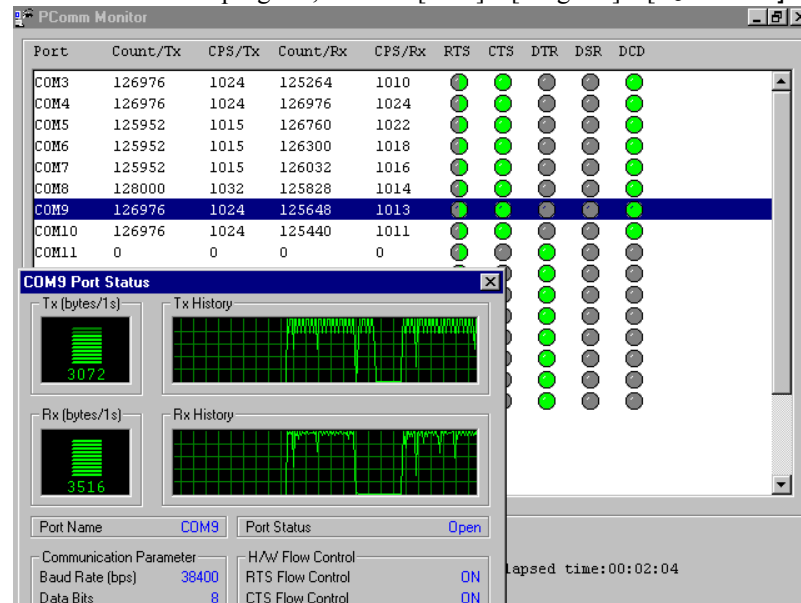 PComm Monitor
Port Count/Tx CPS/Tx Count/Rx CPS/Rx RTS CTS DTR DSR DCD
COM3 126976 1024 125264 1010
COM4 126976 1024 126976 1024
COM5 125952 1015 126760 1022
COM6 125952 1015 126300 1018
COM7 125952 1015 126032 1016
COM8 128000 1032 125828 1014
COM9 126976 1024 125648 1013
COM10 126976 1024 125440 1011
COM11 0 0 0 0
COM9 Port Status
Tx (bytes/1s) Tx History
3072
Rx (bytes/1s) Rx History
3516
Port Name COM9 Port Status Open
Communication Parameter H/W Flow Control
Baud Rate (bps) 38400 RTS Flow Control ON
lapsed time:00:02:04
Data Bits 8 CTS Flow Control ON